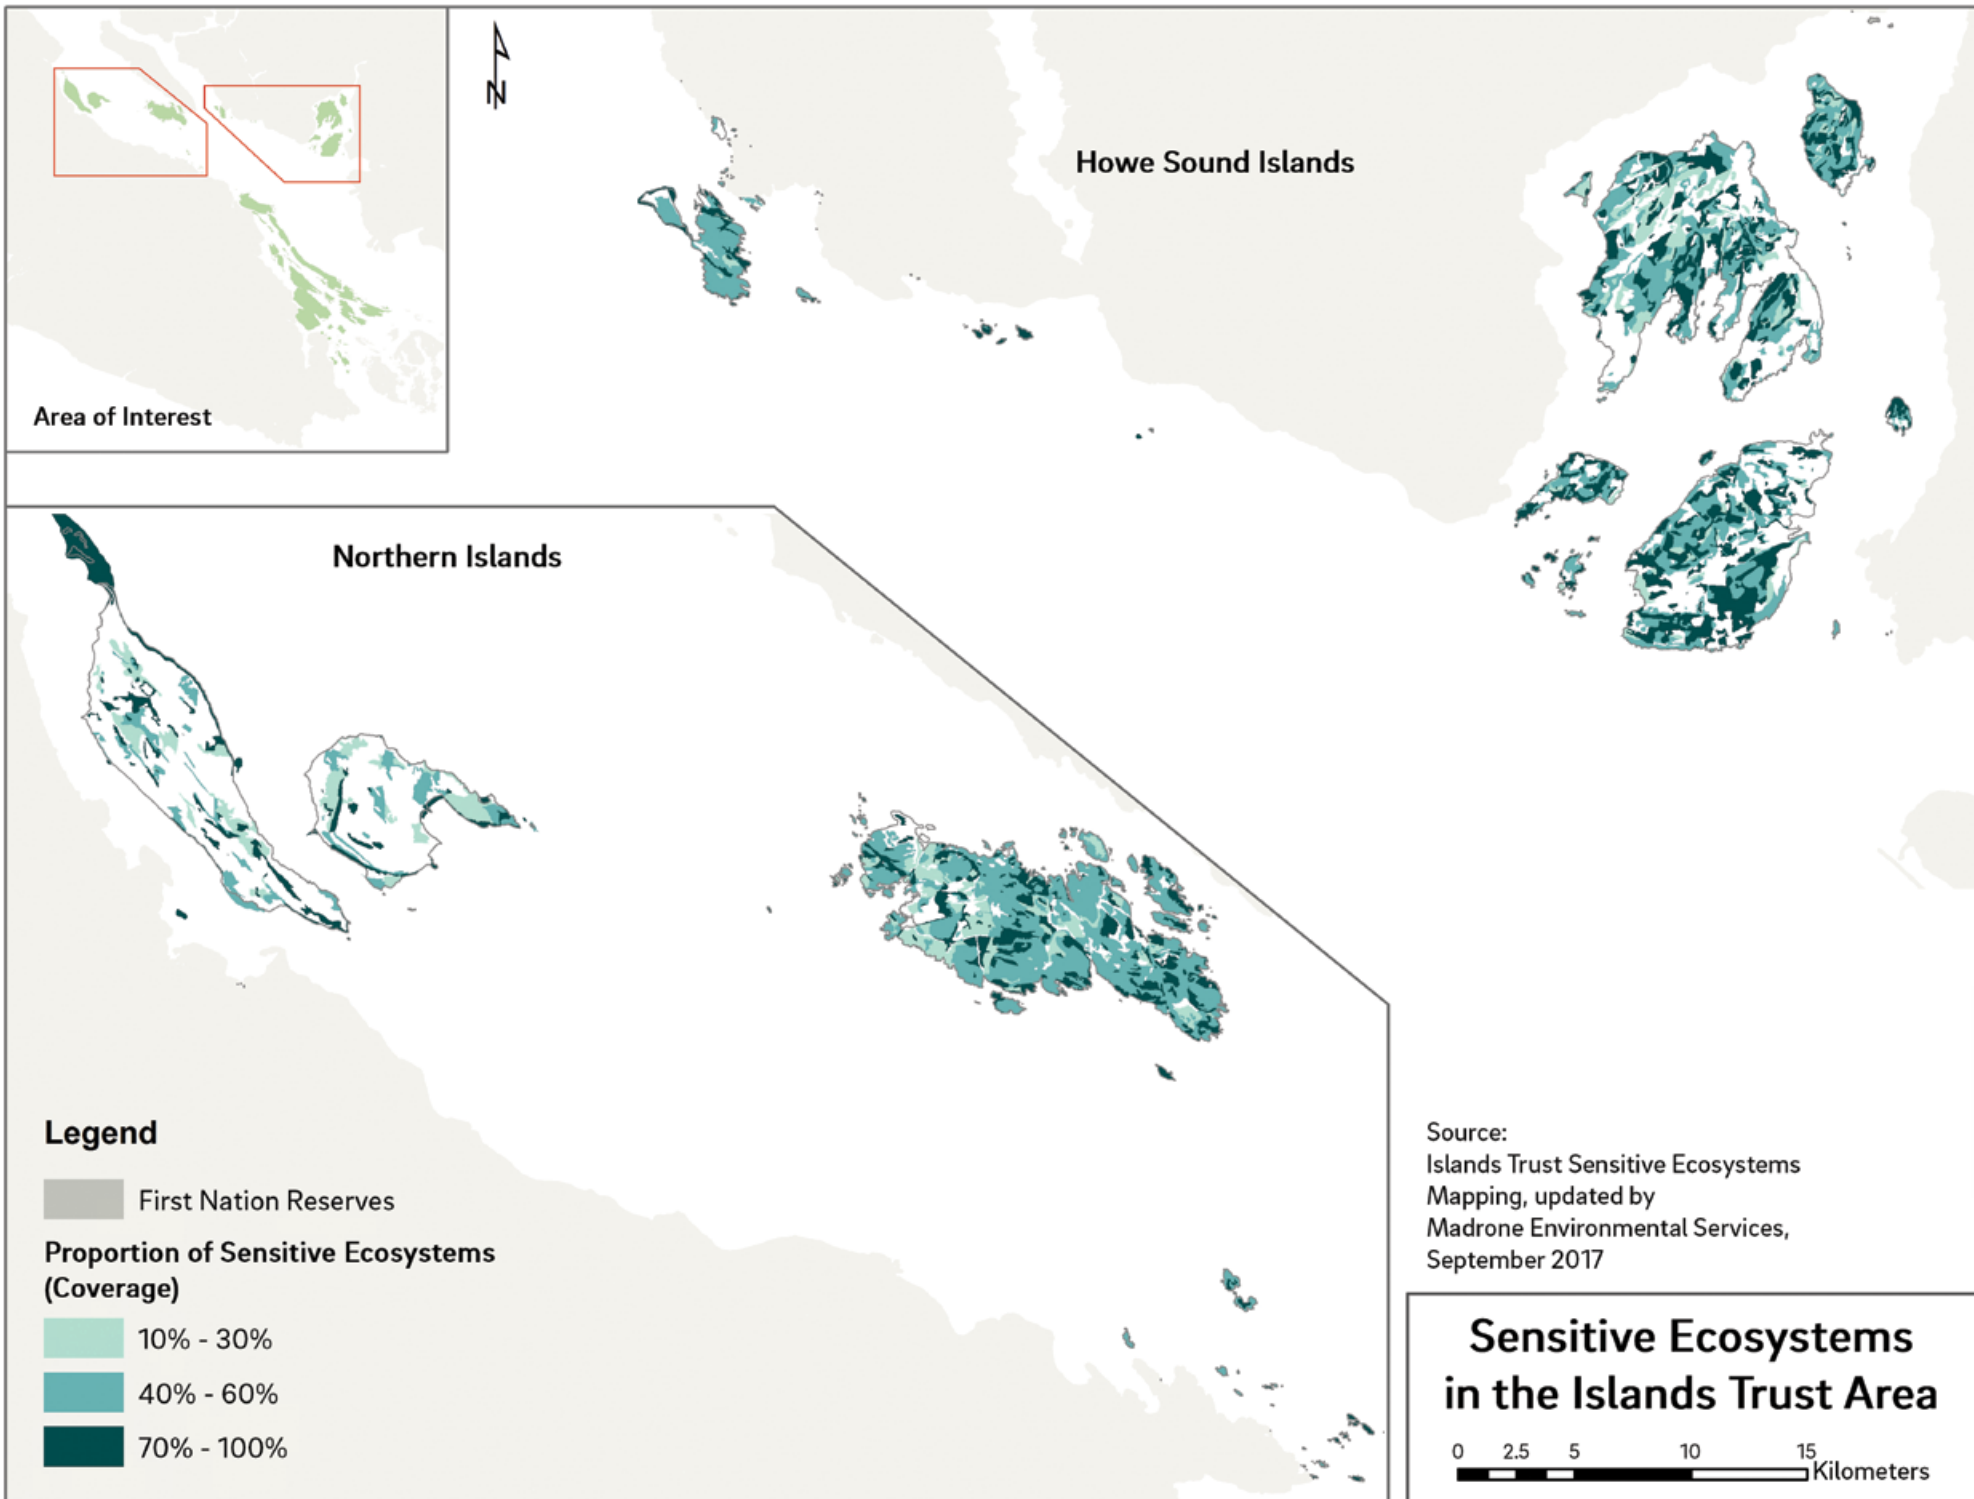 N
Howe Sound Islands
Area of Interest
Northern Islands
Legend
First Nation Reserves
Proportion of Sensitive Ecosystems
(Coverage)
10% - 30%
40% - 60%
70% - 100%
Source:
Islands Trust Sensitive Ecosystems
Mapping, updated by
Madrone Environmental Services,
September 2017
Sensitive Ecosystems
in the Islands Trust Area
0 2.5 5 10 15
Kilometers